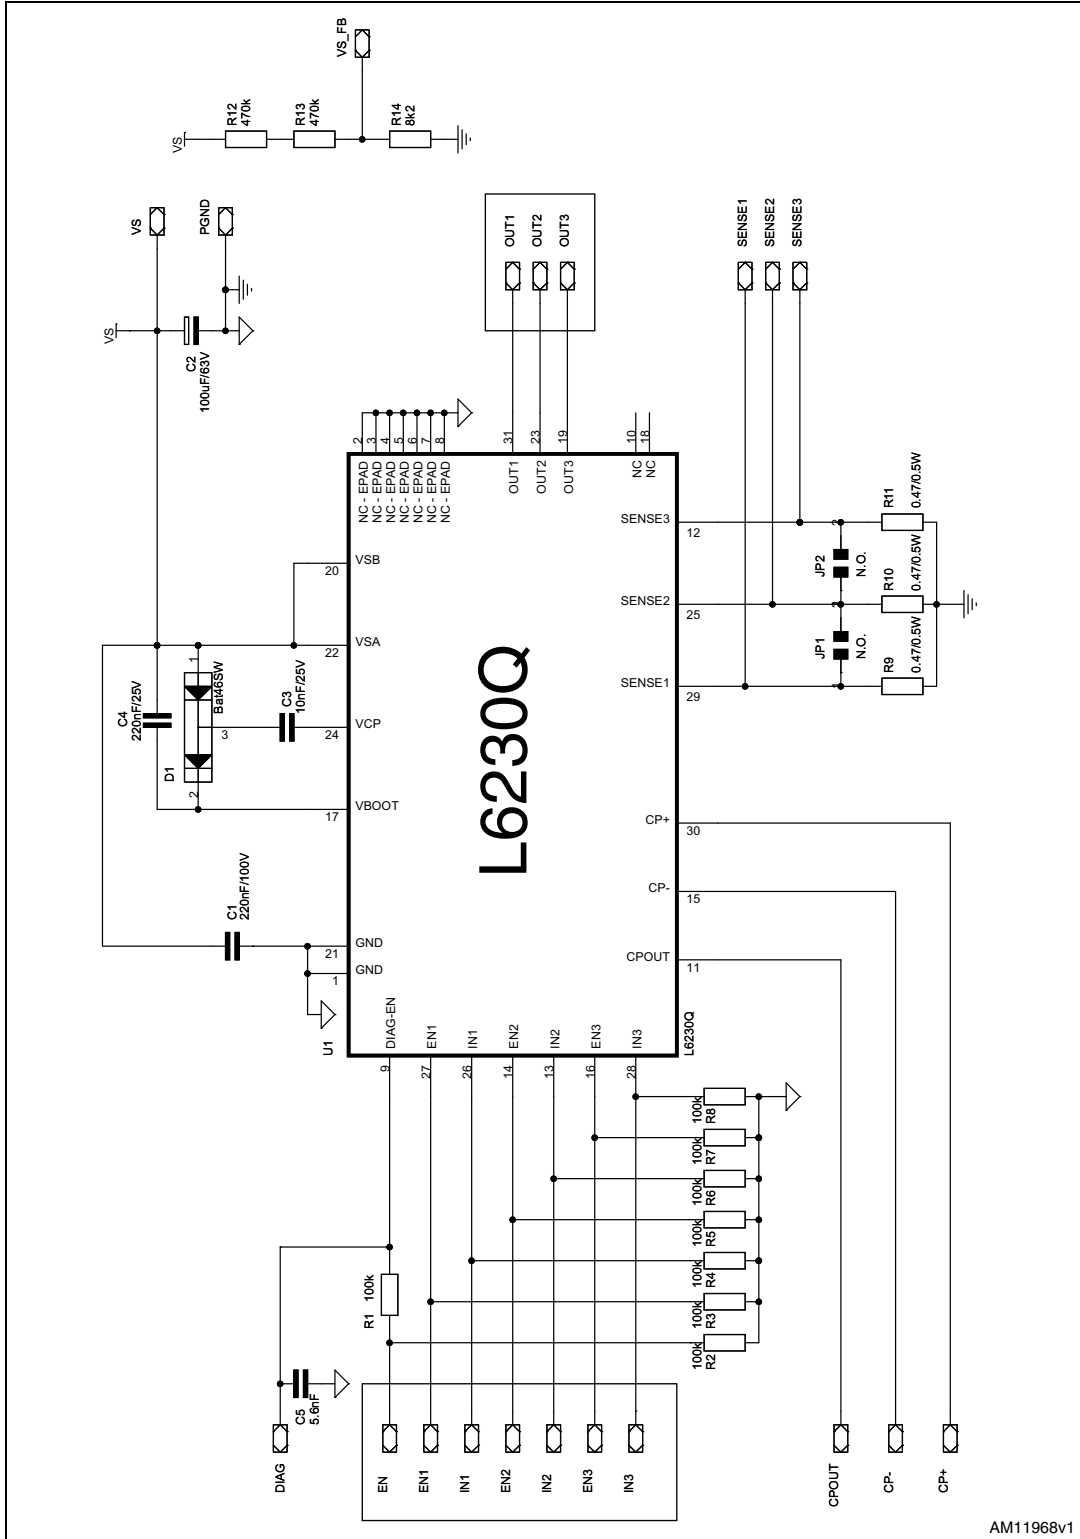 VS_FB
VS
R12
470k
R13
470k
R14
8k2
VS
PGND
VS
C2
100uF/63V
OUT1
OUT2
OUT3
SENSE1
SENSE2
SENSE3
2
3
4
5
6
7
8
NC - EPAD
NC - EPAD
NC - EPAD
NC - EPAD
NC - EPAD
NC - EPAD
NC - EPAD
31
23
19
OUT1
OUT2
OUT3
10
18
NC
NC
VSB
20
VSA
22
VCP
24
VBOOT
17
GND
21
GND
1
SENSE3
12
SENSE2
25
SENSE1
29
CP+
30
CP-
15
CPOUT
11
C4
220nF/25V
1
Bat46SW
3
D1
2
C3
10nF/25V
C1
220nF/100V
L6230Q
JP2
N.O.
JP1
N.O.
2
1
2
1
R11
0.47/0.5W
R10
0.47/0.5W
R9
0.47/0.5W
U1
L6230Q
DIAG-EN
EN1
IN1
EN2
IN2
EN3
IN3
9
27
26
14
13
16
28
R1
100k
100k
R8
100k
R7
100k
R6
100k
R5
100k
R4
100k
R3
100k
R2
C5
5.6nF
DIAG
EN
EN1
IN1
EN2
IN2
EN3
IN3
CPOUT
CP-
CP+
AM11968v1